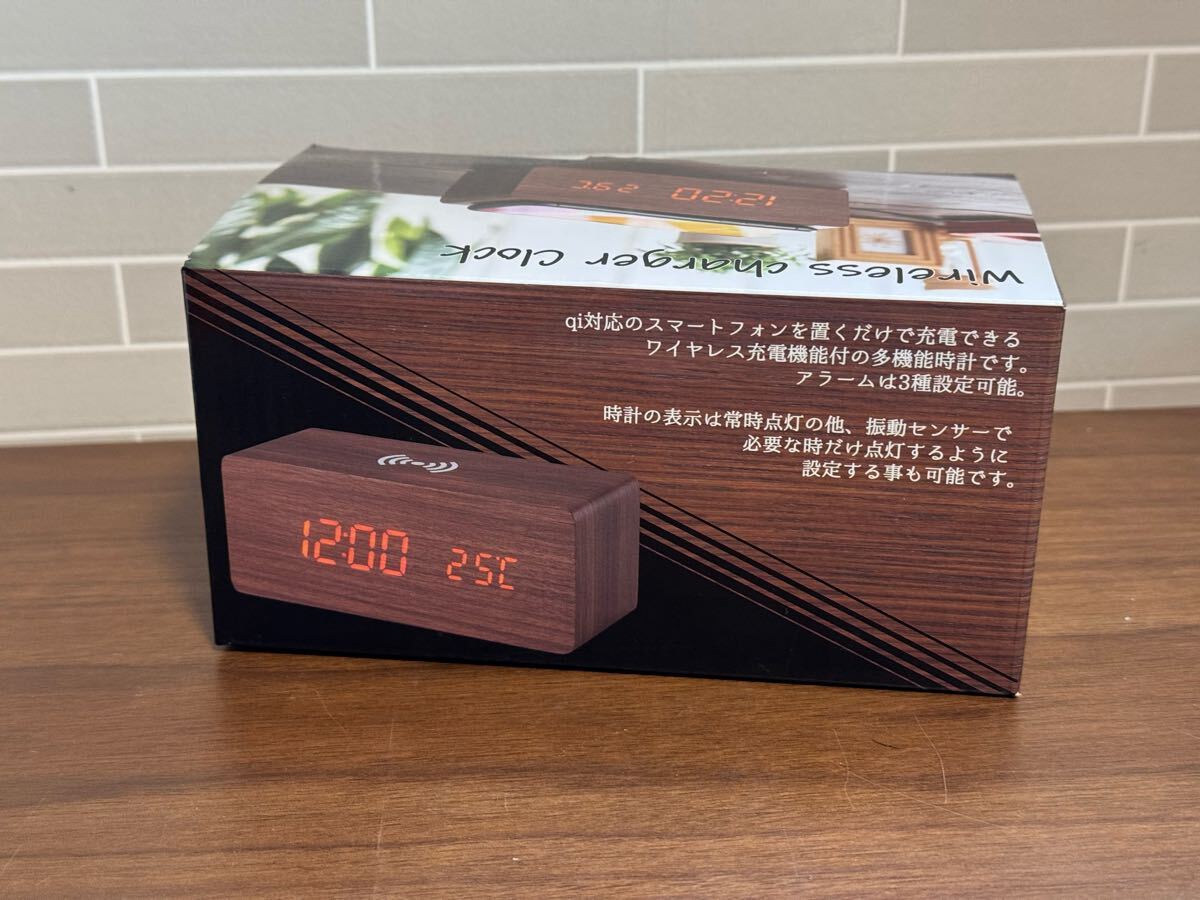 12:21
25℃
Wireless charger Clock
qi対応のスマートフォンを置くだけで充電できる
ワイヤレス充電機能付の多機能時計です。
アラームは3種設定可能。
時計の表示は常時点灯の他、振動センサーで
必要な時だけ点灯するように
設定する事も可能です。
12:00
25℃